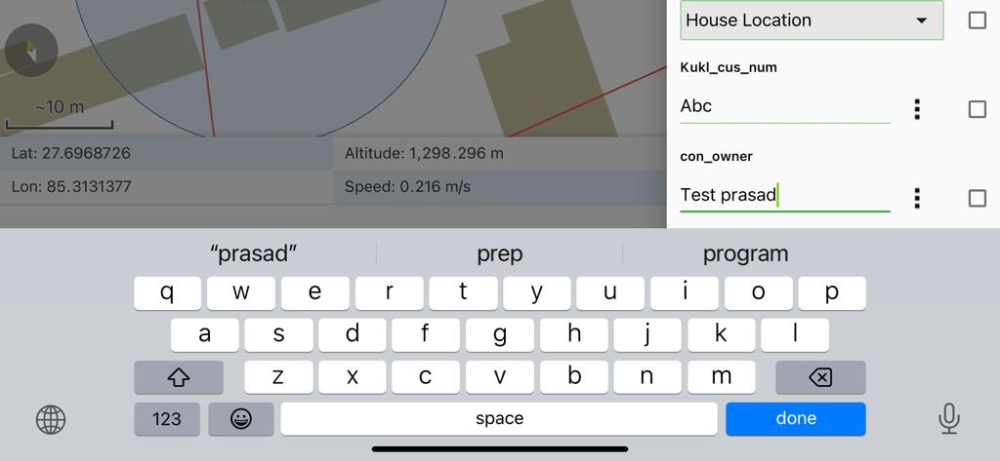 House Location
Kukl_cus_num
~10 m
Abc
Lat: 27.6968726
Altitude: 1,298.296 m
con_owner
Lon: 85.3131377
Speed: 0.216 m/s
Test prasad
“prasad”
prep
program
q w e r t y u i o p
a s d f g h j k l
z x c v b n m
123
space
done